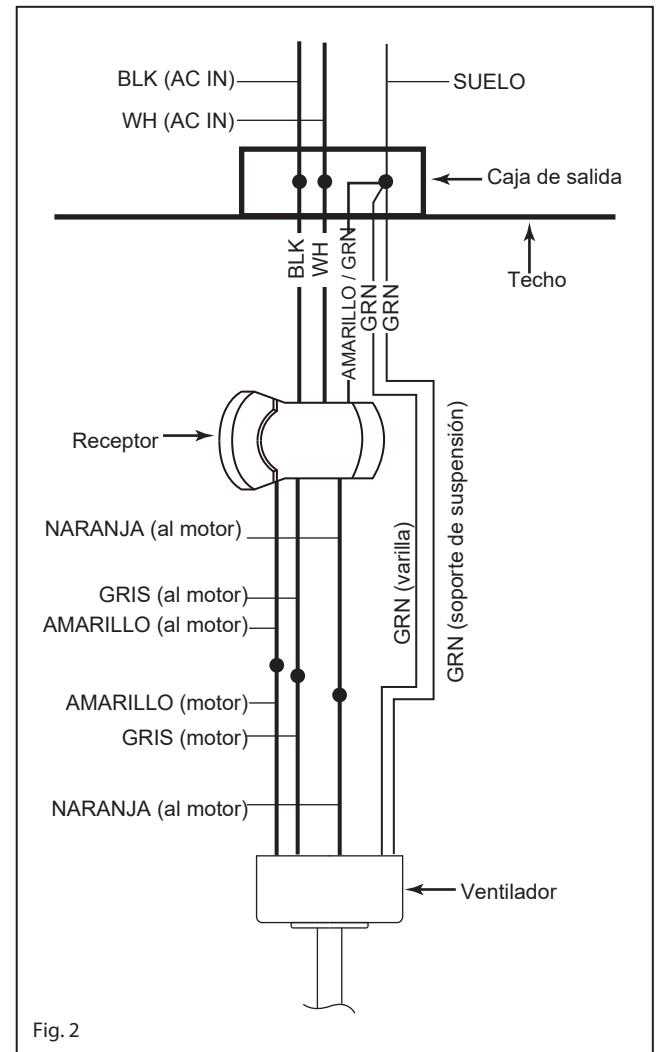 BLK (AC IN)
SUELO
WH (AC IN)
Caja de salida
BLK
WH
AMARILLO / GRN
GRN
GRN
Techo
Receptor
NARANJA (al motor)
GRN (varilla)
GRN (soporte de suspensión)
GRIS (al motor)
AMARILLO (al motor)
AMARILLO (motor)
GRIS (motor)
NARANJA (al motor)
Ventilador
Fig. 2